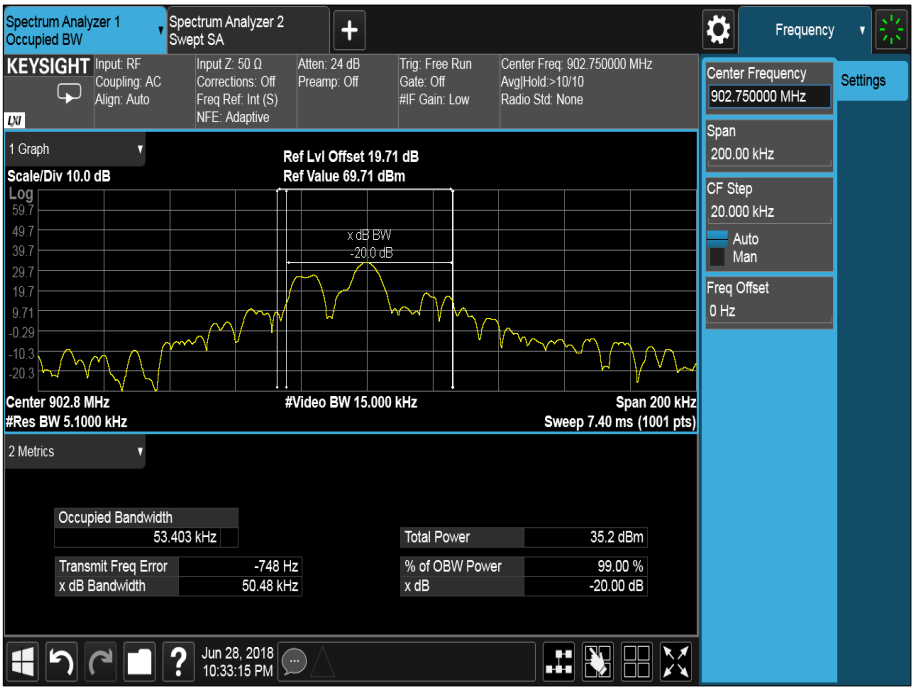 Spectrum Analyzer 1
Occupied BW
Spectrum Analyzer 2
Swept SA
Frequency
KEYSIGHT
LXI
Input: RF
Coupling: AC
Align: Auto
Input Z: 50 Ω
Corrections: Off
Freq Ref: Int (S)
NFE: Adaptive
Atten: 24 dB
Preamp: Off
Trig: Free Run
Gate: Off
#IF Gain: Low
Center Freq: 902.750000 MHz
Avg|Hold:>10/10
Radio Std: None
Center Frequency
902.750000 MHz
Settings
Span
200.00 kHz
CF Step
20.000 kHz
Auto
Man
Freq Offset
0 Hz
1 Graph
Scale/Div 10.0 dB
Ref Lvl Offset 19.71 dB
Ref Value 69.71 dBm
Log
59.7
49.7
39.7
29.7
19.7
9.71
-0.29
-10.3
-20.3
x dB BW
-20.0 dB
Center 902.8 MHz
#Video BW 15.000 kHz
Span 200 kHz
#Res BW 5.1000 kHz
Sweep 7.40 ms (1001 pts)
2 Metrics
Occupied Bandwidth
53.403 kHz
Total Power 35.2 dBm
Transmit Freq Error -748 Hz
% of OBW Power 99.00 %
x dB Bandwidth 50.48 kHz
x dB -20.00 dB
?
Jun 28, 2018
10:33:15 PM